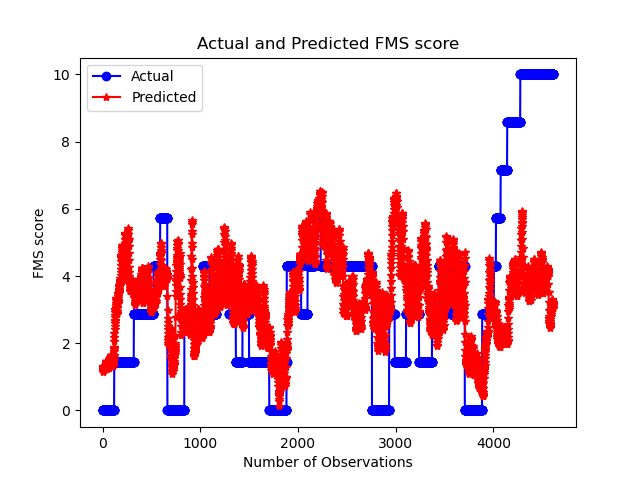 Actual and Predicted FMS score
Actual
Predicted
FMS score
10
8
6
4
2
0
0 1000 2000 3000 4000
Number of Observations